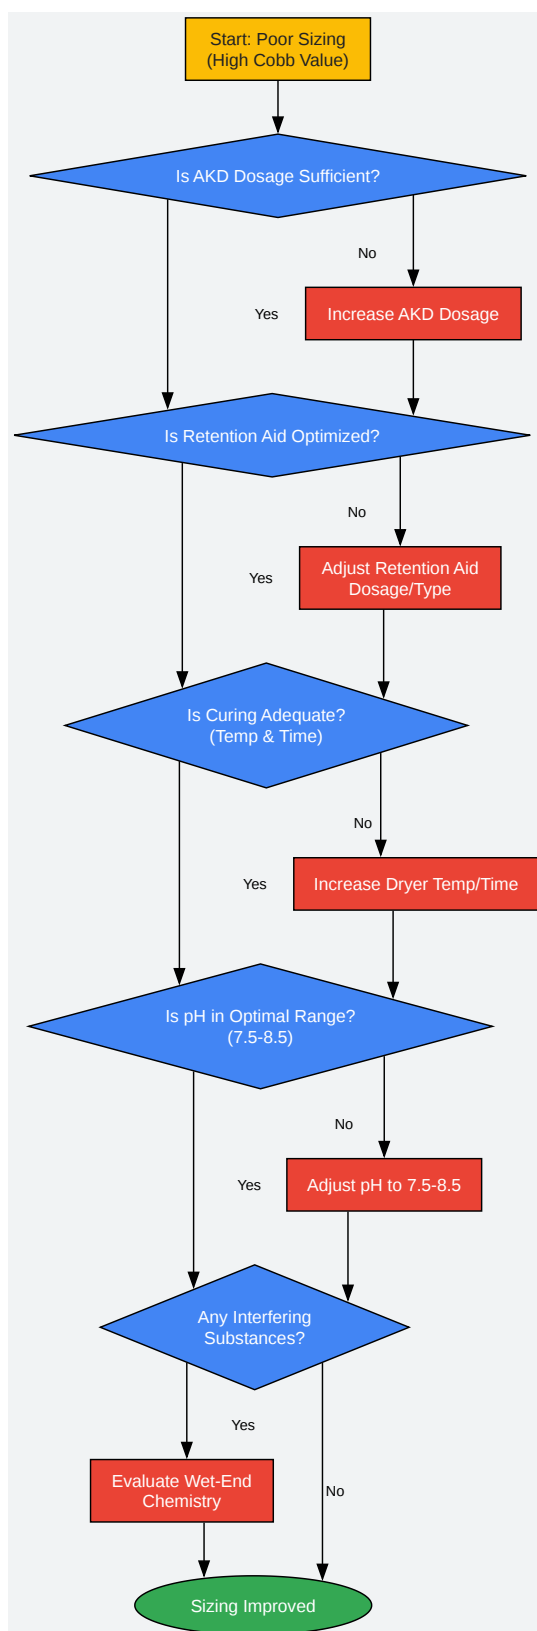 Start: Poor Sizing
(High Cobb Value)
Is AKD Dosage Sufficient?
No
Yes
Increase AKD Dosage
Is Retention Aid Optimized?
No
Yes
Adjust Retention Aid
Dosage/Type
Is Curing Adequate?
(Temp & Time)
No
Yes
Increase Dryer Temp/Time
Is pH in Optimal Range?
(7.5-8.5)
No
Yes
Adjust pH to 7.5-8.5
Any Interfering
Substances?
Yes
Evaluate Wet-End
Chemistry
No
Sizing Improved